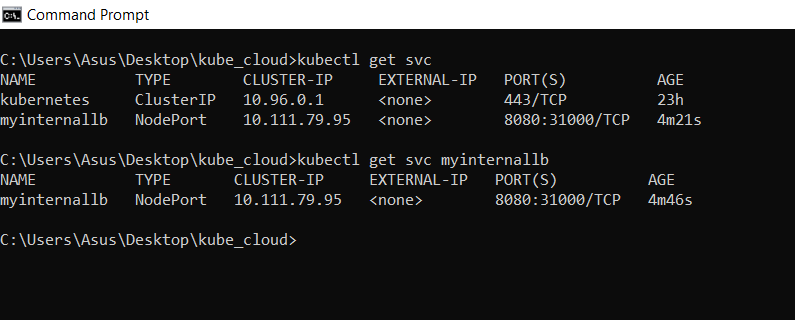 Command Prompt
C:\Users\Asus\Desktop\kube_cloud>kubectl get svc
NAME TYPE CLUSTER-IP EXTERNAL-IP PORT(S) AGE
kubernetes ClusterIP 10.96.0.1 <none> 443/TCP 23h
myinternallb NodePort 10.111.79.95 <none> 8080:31000/TCP 4m21s
C:\Users\Asus\Desktop\kube_cloud>kubectl get svc myinternallb
NAME TYPE CLUSTER-IP EXTERNAL-IP PORT(S) AGE
myinternallb NodePort 10.111.79.95 <none> 8080:31000/TCP 4m46s
C:\Users\Asus\Desktop\kube_cloud>